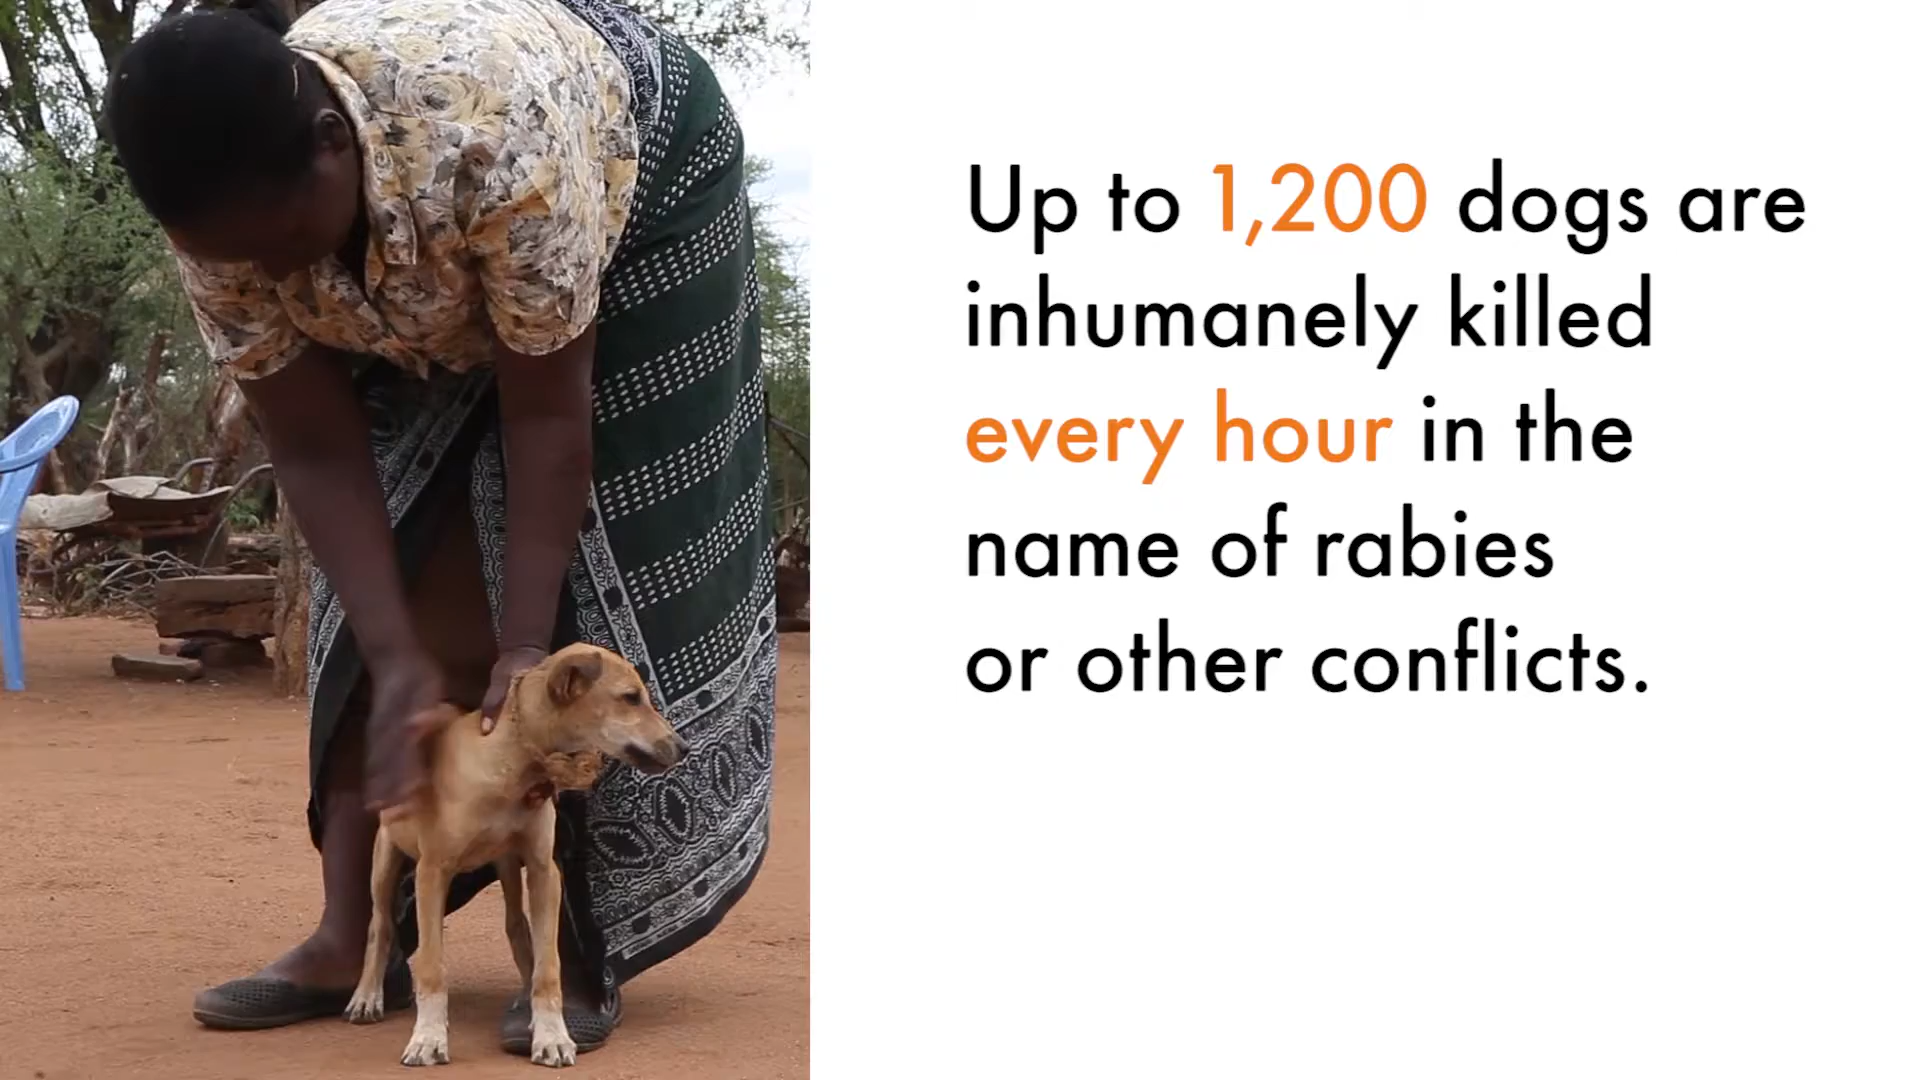 Up to 1,200 dogs are
inhumanely killed
every hour in the
name of rabies
or other conflicts.